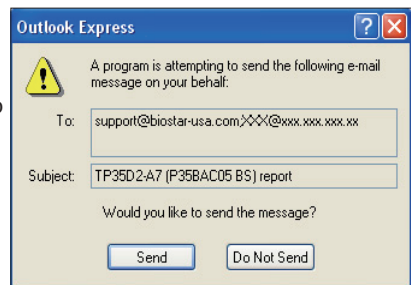 Outlook Express
A program is attempting to send the following e-mail
message on your behalf:
To: support@biostar-usa.com;XXX@xxx.xxx.xxx.xx
Subject: TP35D2-A7 (P35BAC05 BS) report
Would you like to send the message?
Send Do Not Send